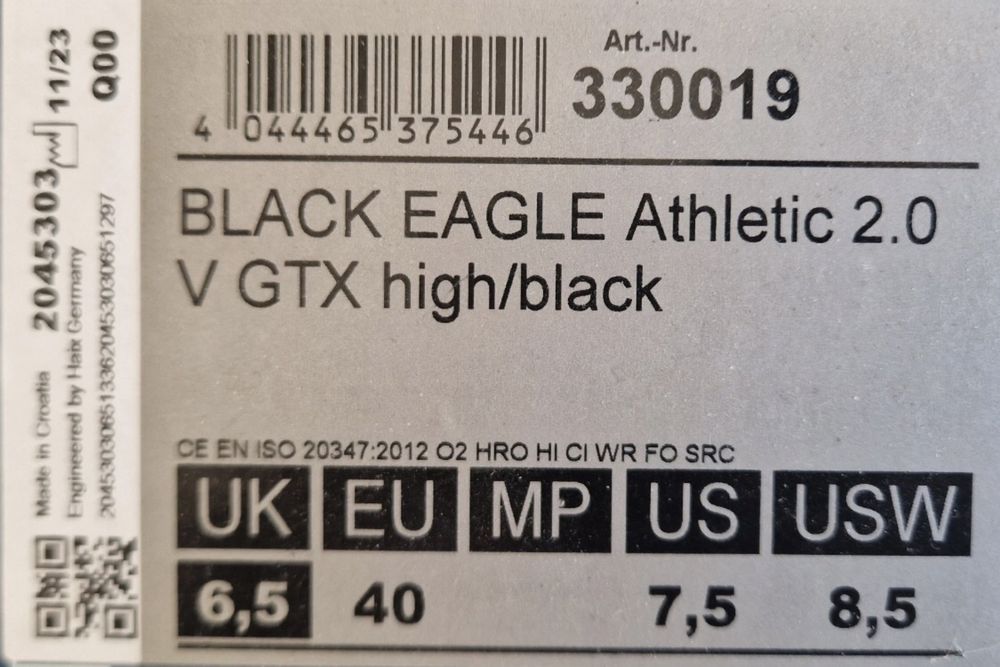 Made in Croatia 2045303 11/23
Engineered by Haix Germany Q00
Art.-Nr.
330019
4 044465 375446
BLACK EAGLE Athletic 2.0
V GTX high/black
CE EN ISO 20347:2012 O2 HRO HI CI WR FO SRC
UK EU MP US USW
6,5 40 7,5 8,5